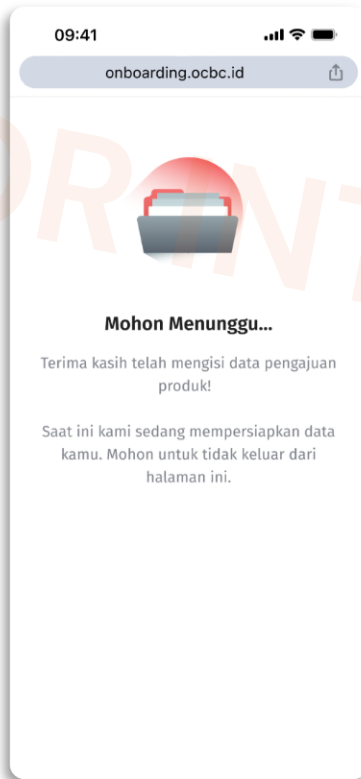 09:41
onboarding.ocbc.id
Mohon Menunggu...
Terima kasih telah mengisi data pengajuan
produk!
Saat ini kami sedang mempersiapkan data
kamu. Mohon untuk tidak keluar dari
halaman ini.